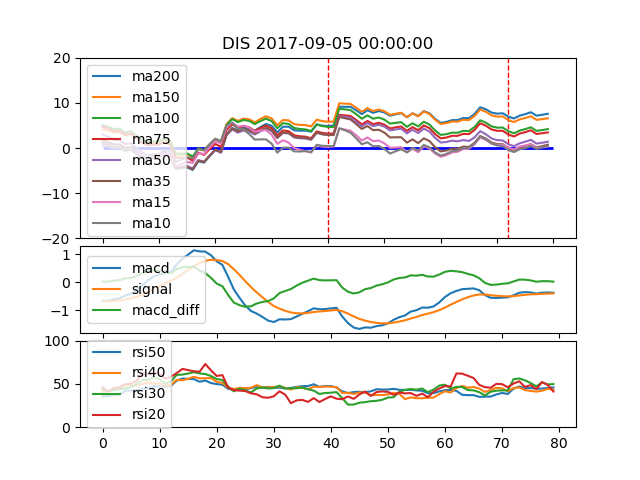 DIS 2017-09-05 00:00:00
20
10
0
−10
−20
ma200
ma150
ma100
ma75
ma50
ma35
ma15
ma10
1
0
−1
macd
signal
macd_diff
100
50
0
rsi50
rsi40
rsi30
rsi20
0 10 20 30 40 50 60 70 80